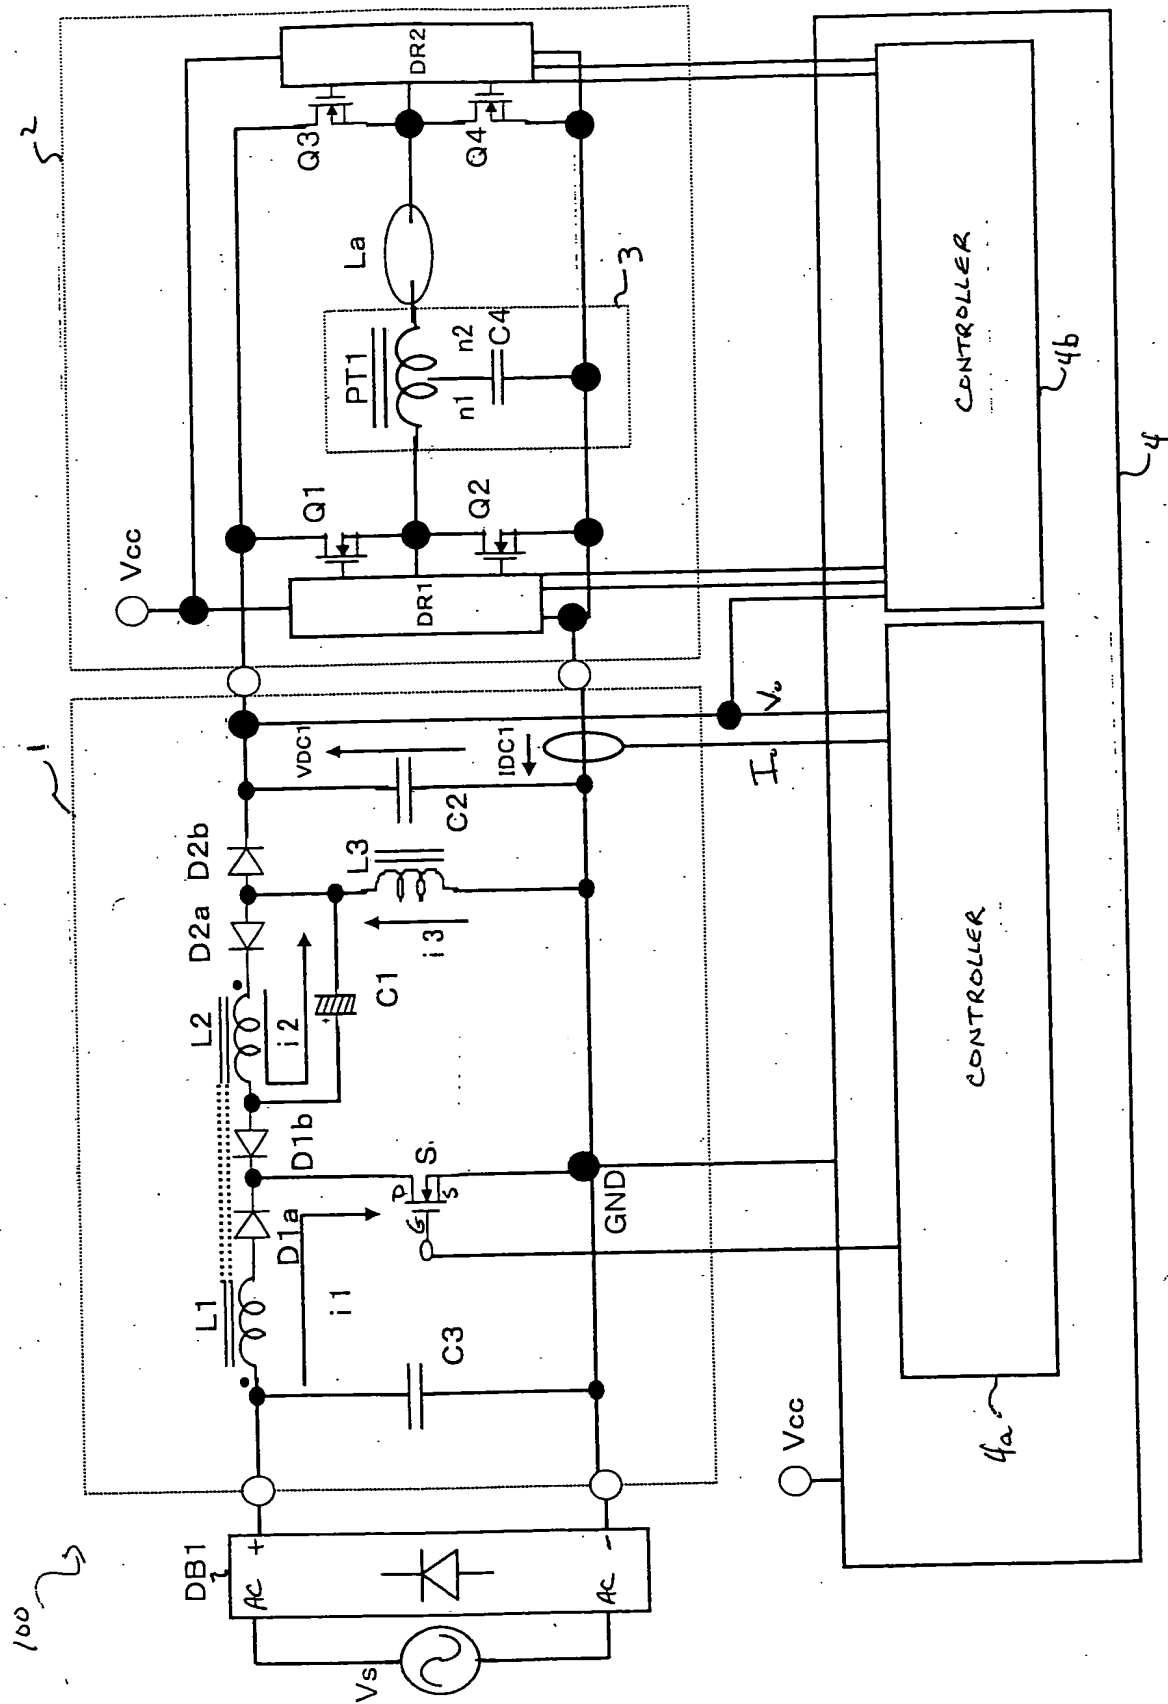 100
Vs
DB1
AC +
AC -
1
L1
D1a
D1b
L2
D2a
D2b
i1
i2
i3
C3
G
D
S
S
C1
L3
C2
VDC1
IDC1
GND
2
Vcc
DR1
Q1
Q2
PT1
n1
n2
C4
3
La
Q3
Q4
DR2
Vcc
Io
Vo
CONTROLLER
4a
CONTROLLER
4b
4